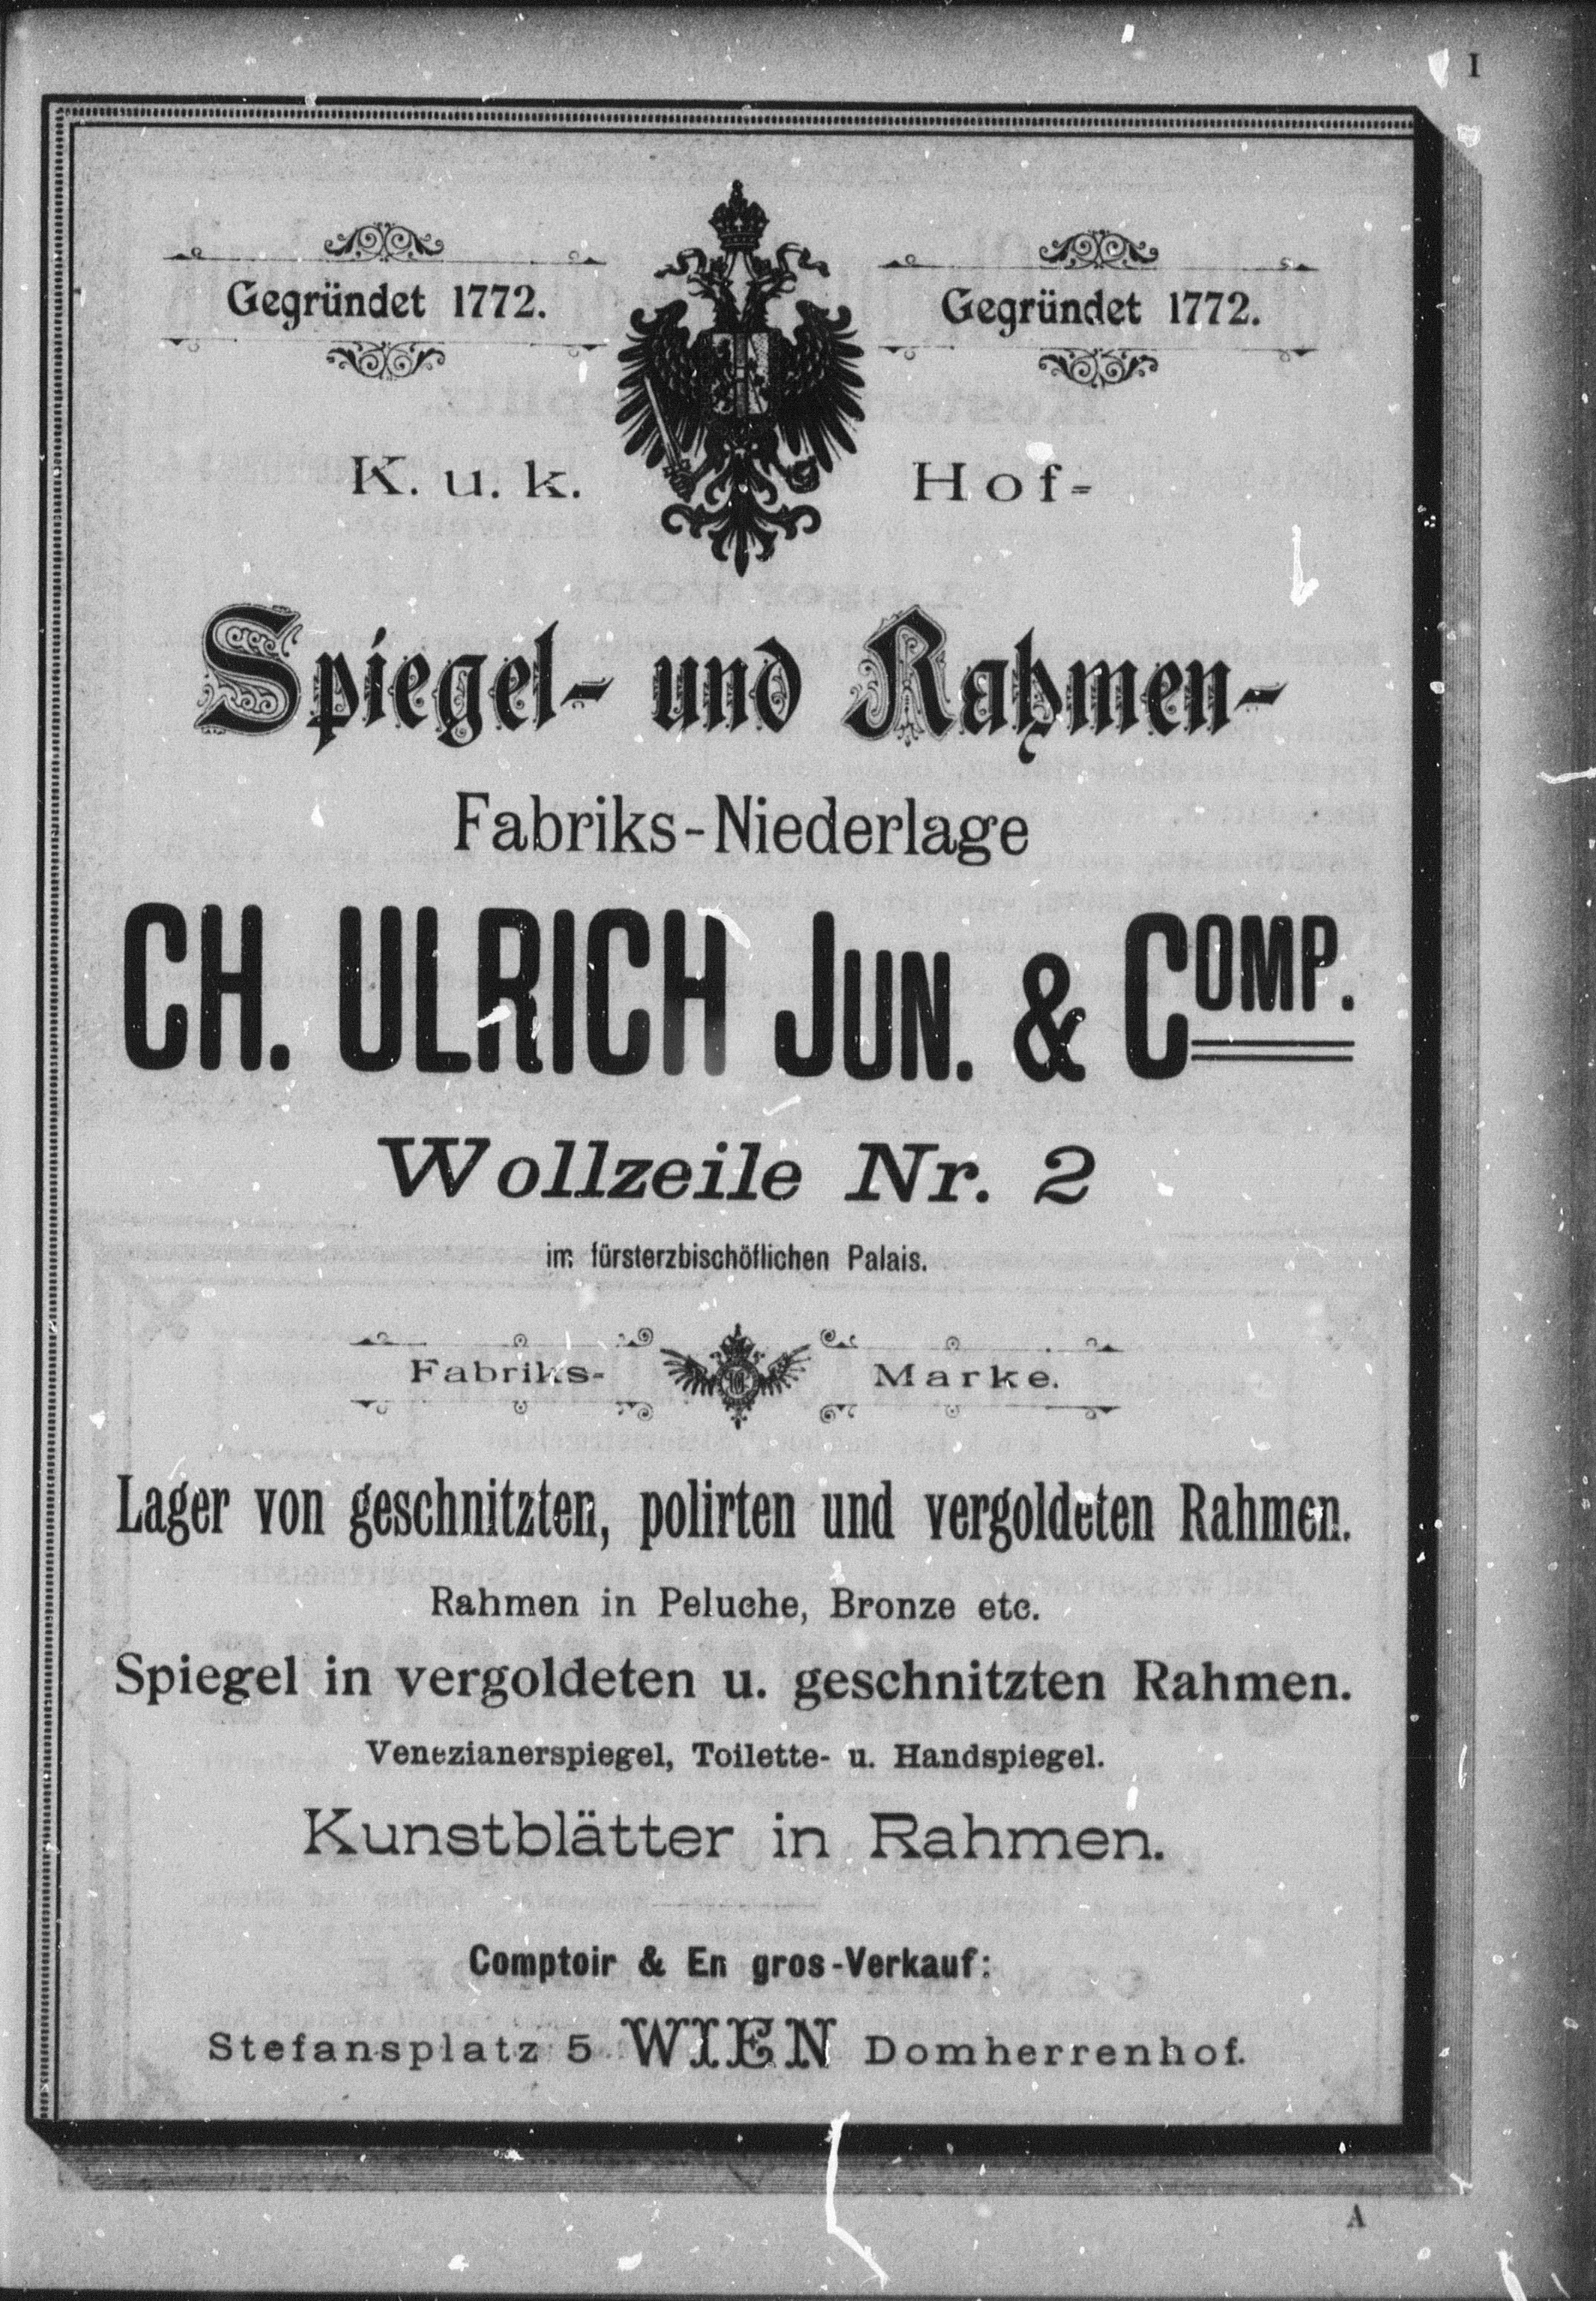 I
Gegründet 1772. Gegründet 1772.
K. u. k. Hof-
Spiegel- und Rahmen-
Fabriks-Niederlage
CH. ULRICH JUN. & COMP.
Wollzeile Nr. 2
im fürsterzbischöflichen Palais.
Fabriks- Marke.
Lager von geschnitzten, polirten und vergoldeten Rahmen.
Rahmen in Peluche, Bronze etc.
Spiegel in vergoldeten u. geschnitzten Rahmen.
Venezianerspiegel, Toilette- u. Handspiegel.
Kunstblätter in Rahmen.
Comptoir & En gros-Verkauf:
Stefansplatz 5 WIEN Domherrenhof.
A